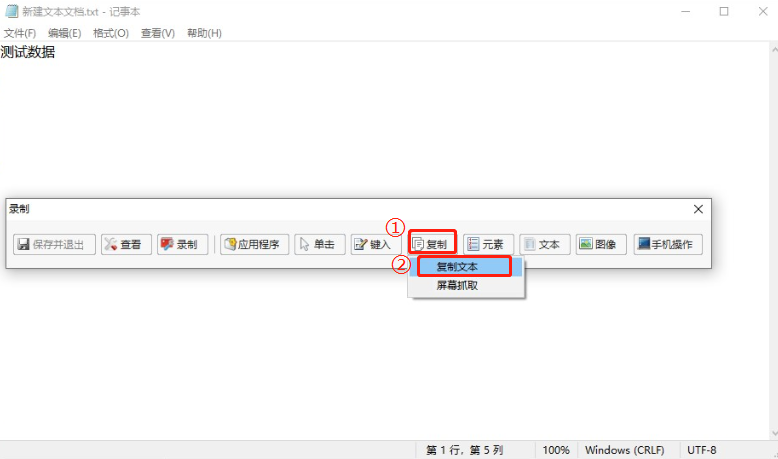 新建文本文档.txt - 记事本
文件(F) 编辑(E) 格式(O) 查看(V) 帮助(H)
测试数据
录制
①
保存并退出 查看 录制 应用程序 单击 键入 复制 元素 文本 图像 手机操作
② 复制文本
屏幕抓取
第 1 行，第 5 列 100% Windows (CRLF) UTF-8